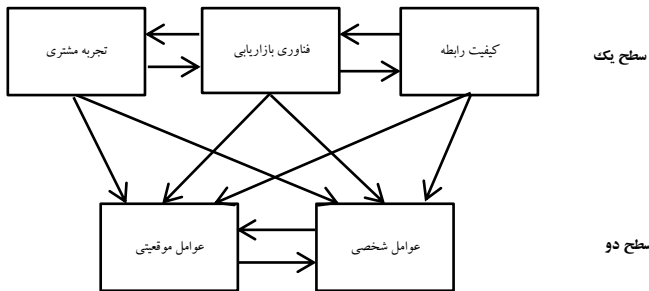 کیفیت رابطه
فناوری بازاریابی
تجربه مشتری
سطح یک
عوامل شخصی
عوامل موقعیتی
سطح دو